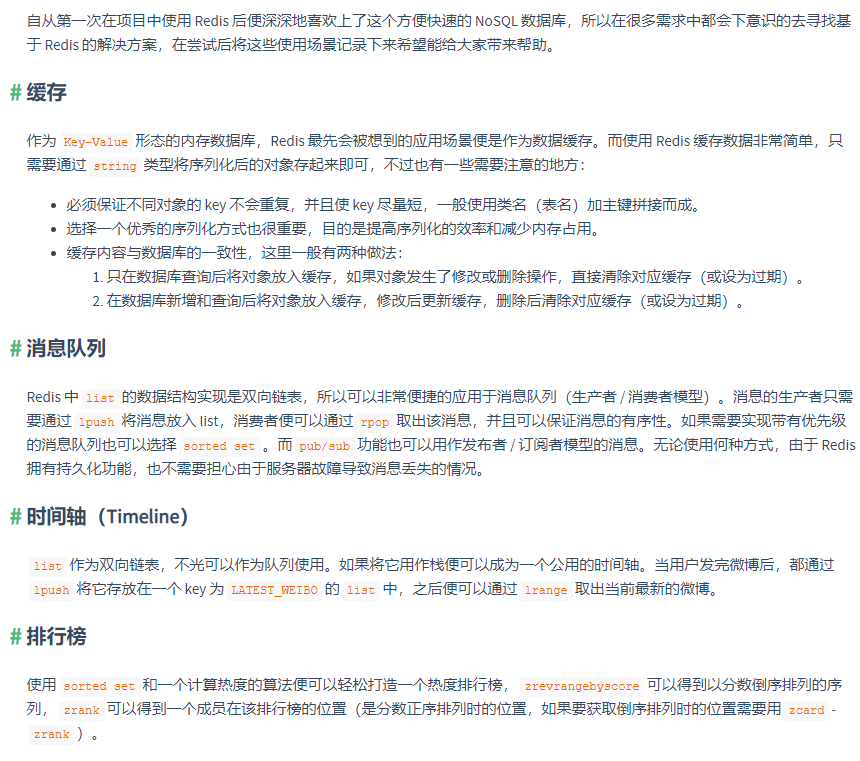 自从第一次在项目中使用 Redis 后便深深地喜欢上了这个方便快速的 NoSQL 数据库，所以在很多需求中都会下意识的去寻找基
于 Redis 的解决方案，在尝试后将这些使用场景记录下来希望能给大家带来帮助。
# 缓存
作为 Key-Value 形态的内存数据库，Redis 最先会被想到的应用场景便是作为数据缓存。而使用 Redis 缓存数据非常简单，只
需要通过 string 类型将序列化后的对象存起来即可，不过也有一些需要注意的地方：
• 必须保证不同对象的 key 不会重复，并且使 key 尽量短，一般使用类名（表名）加主键拼接而成。
• 选择一个优秀的序列化方式也很重要，目的是提高序列化的效率和减少内存占用。
• 缓存内容与数据库的一致性，这里一般有两种做法：
1. 只在数据库查询后将对象放入缓存，如果对象发生了修改或删除操作，直接清除对应缓存（或设为过期）。
2. 在数据库新增和查询后将对象放入缓存，修改后更新缓存，删除后清除对应缓存（或设为过期）。
# 消息队列
Redis 中 list 的数据结构实现是双向链表，所以可以非常便捷的应用于消息队列（生产者 / 消费者模型）。消息的生产者只需
要通过 lpush 将消息放入 list，消费者便可以通过 rpop 取出该消息，并且可以保证消息的有序性。如果需要实现带有优先级
的消息队列也可以选择 sorted set 。而 pub/sub 功能也可以用作发布者 / 订阅者模型的消息。无论使用何种方式，由于 Redis
拥有持久化功能，也不需要担心由于服务器故障导致消息丢失的情况。
# 时间轴（Timeline）
list 作为双向链表，不光可以作为队列使用。如果将它用作栈便可以成为一个公用的时间轴。当用户发完微博后，都通过
lpush 将它存放在一个 key 为 LATEST_WEIBO 的 list 中，之后便可以通过 lrange 取出当前最新的微博。
# 排行榜
使用 sorted set 和一个计算热度的算法便可以轻松打造一个热度排行榜， zrevrangebyscore 可以得到以分数倒序排列的序
列， zrank 可以得到一个成员在该排行榜的位置（是分数正序排列时的位置，如果要获取倒序排列时的位置需要用 zcard -
zrank ）。